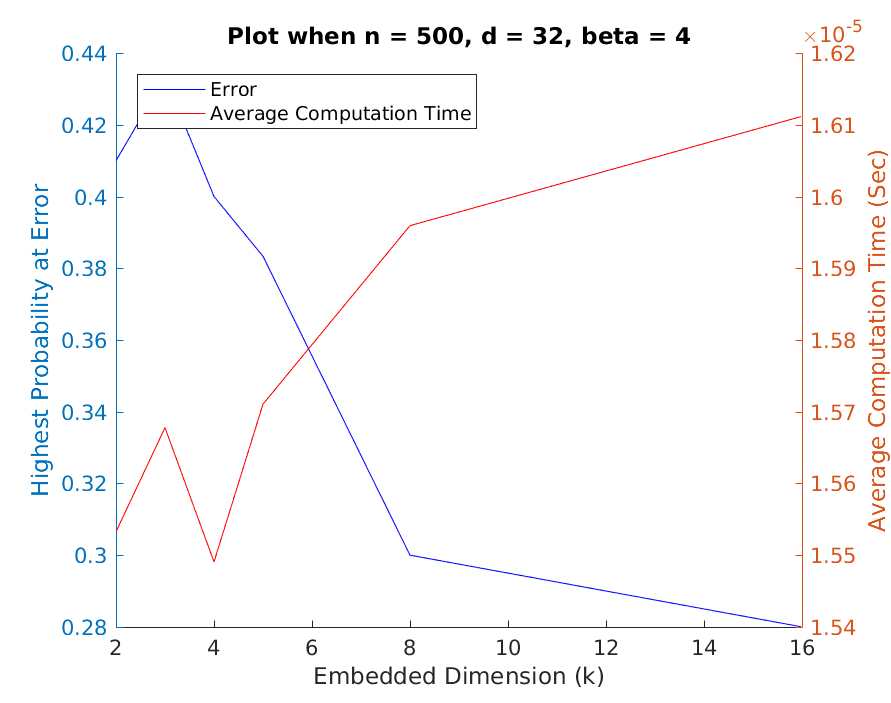 Plot when n = 500, d = 32, beta = 4
×10-5
Error
Average Computation Time
0.44
0.42
0.4
0.38
0.36
0.34
0.32
0.3
0.28
Highest Probability at Error
1.62
1.61
1.6
1.59
1.58
1.57
1.56
1.55
1.54
Average Computation Time (Sec)
2 4 6 8 10 12 14 16
Embedded Dimension (k)